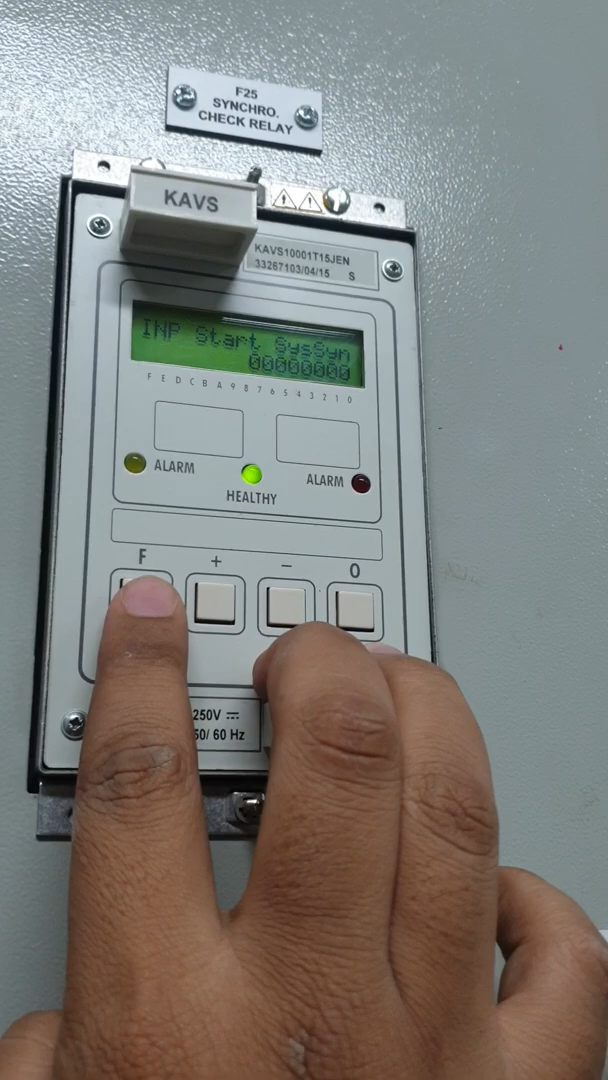 F25
SYNCHRO.
CHECK RELAY
KAVS
KAVS10001T15JEN
33267103/04/15 S
INP Start SysSyn
00000000
F E D C B A 9 8 7 6 5 4 3 2 1 0
ALARM
HEALTHY
ALARM
F + − 0
250V
50/ 60 Hz